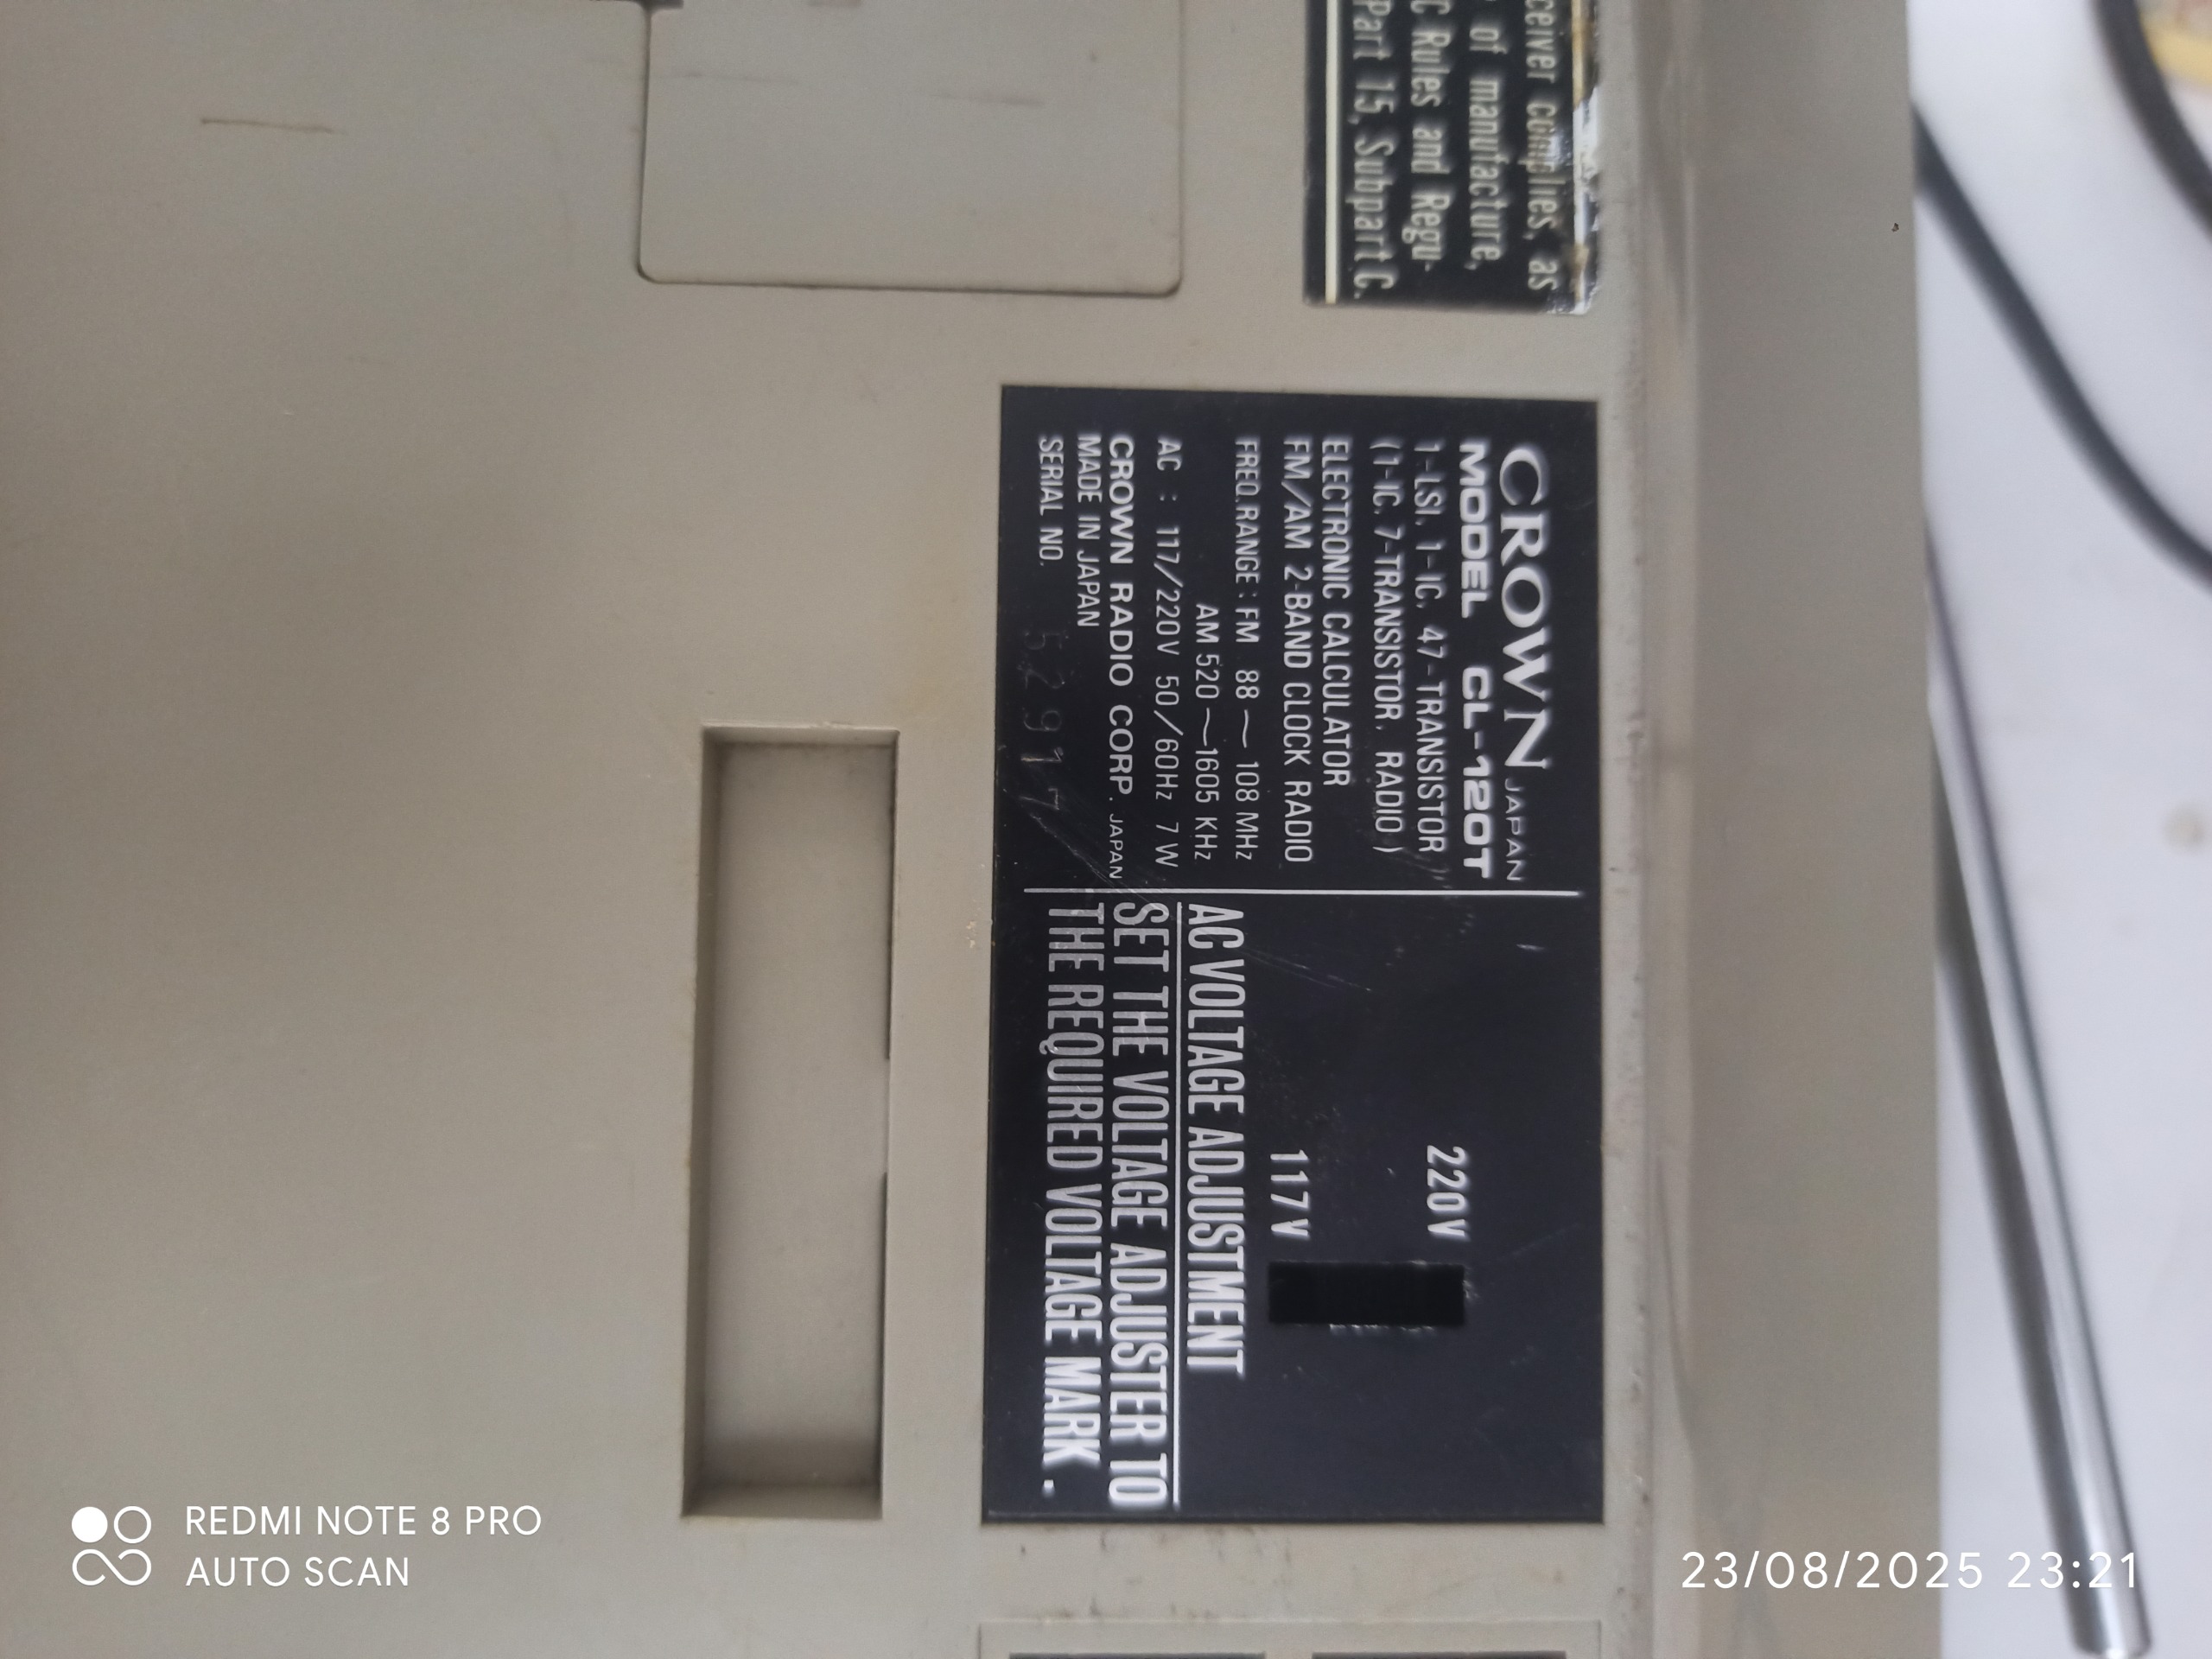 ceiver complies, as
of manufacture,
C Rules and Regu-
Part 15, Subpart C.
CROWN JAPAN
MODEL CL-120T
1-LSI. 1-IC. 47-TRANSISTOR
(1-IC. 7-TRANSISTOR. RADIO)
ELECTRONIC CALCULATOR
FM/AM 2-BAND CLOCK RADIO
FREQ.RANGE : FM 88～108 MHz
AM 520～1605 KHz
AC : 117/220V 50/60Hz 7W
CROWN RADIO CORP. JAPAN
MADE IN JAPAN
SERIAL NO. 52917
220V
117V
AC VOLTAGE ADJUSTMENT
SET THE VOLTAGE ADJUSTER TO
THE REQUIRED VOLTAGE MARK.
REDMI NOTE 8 PRO
AUTO SCAN
23/08/2025 23:21